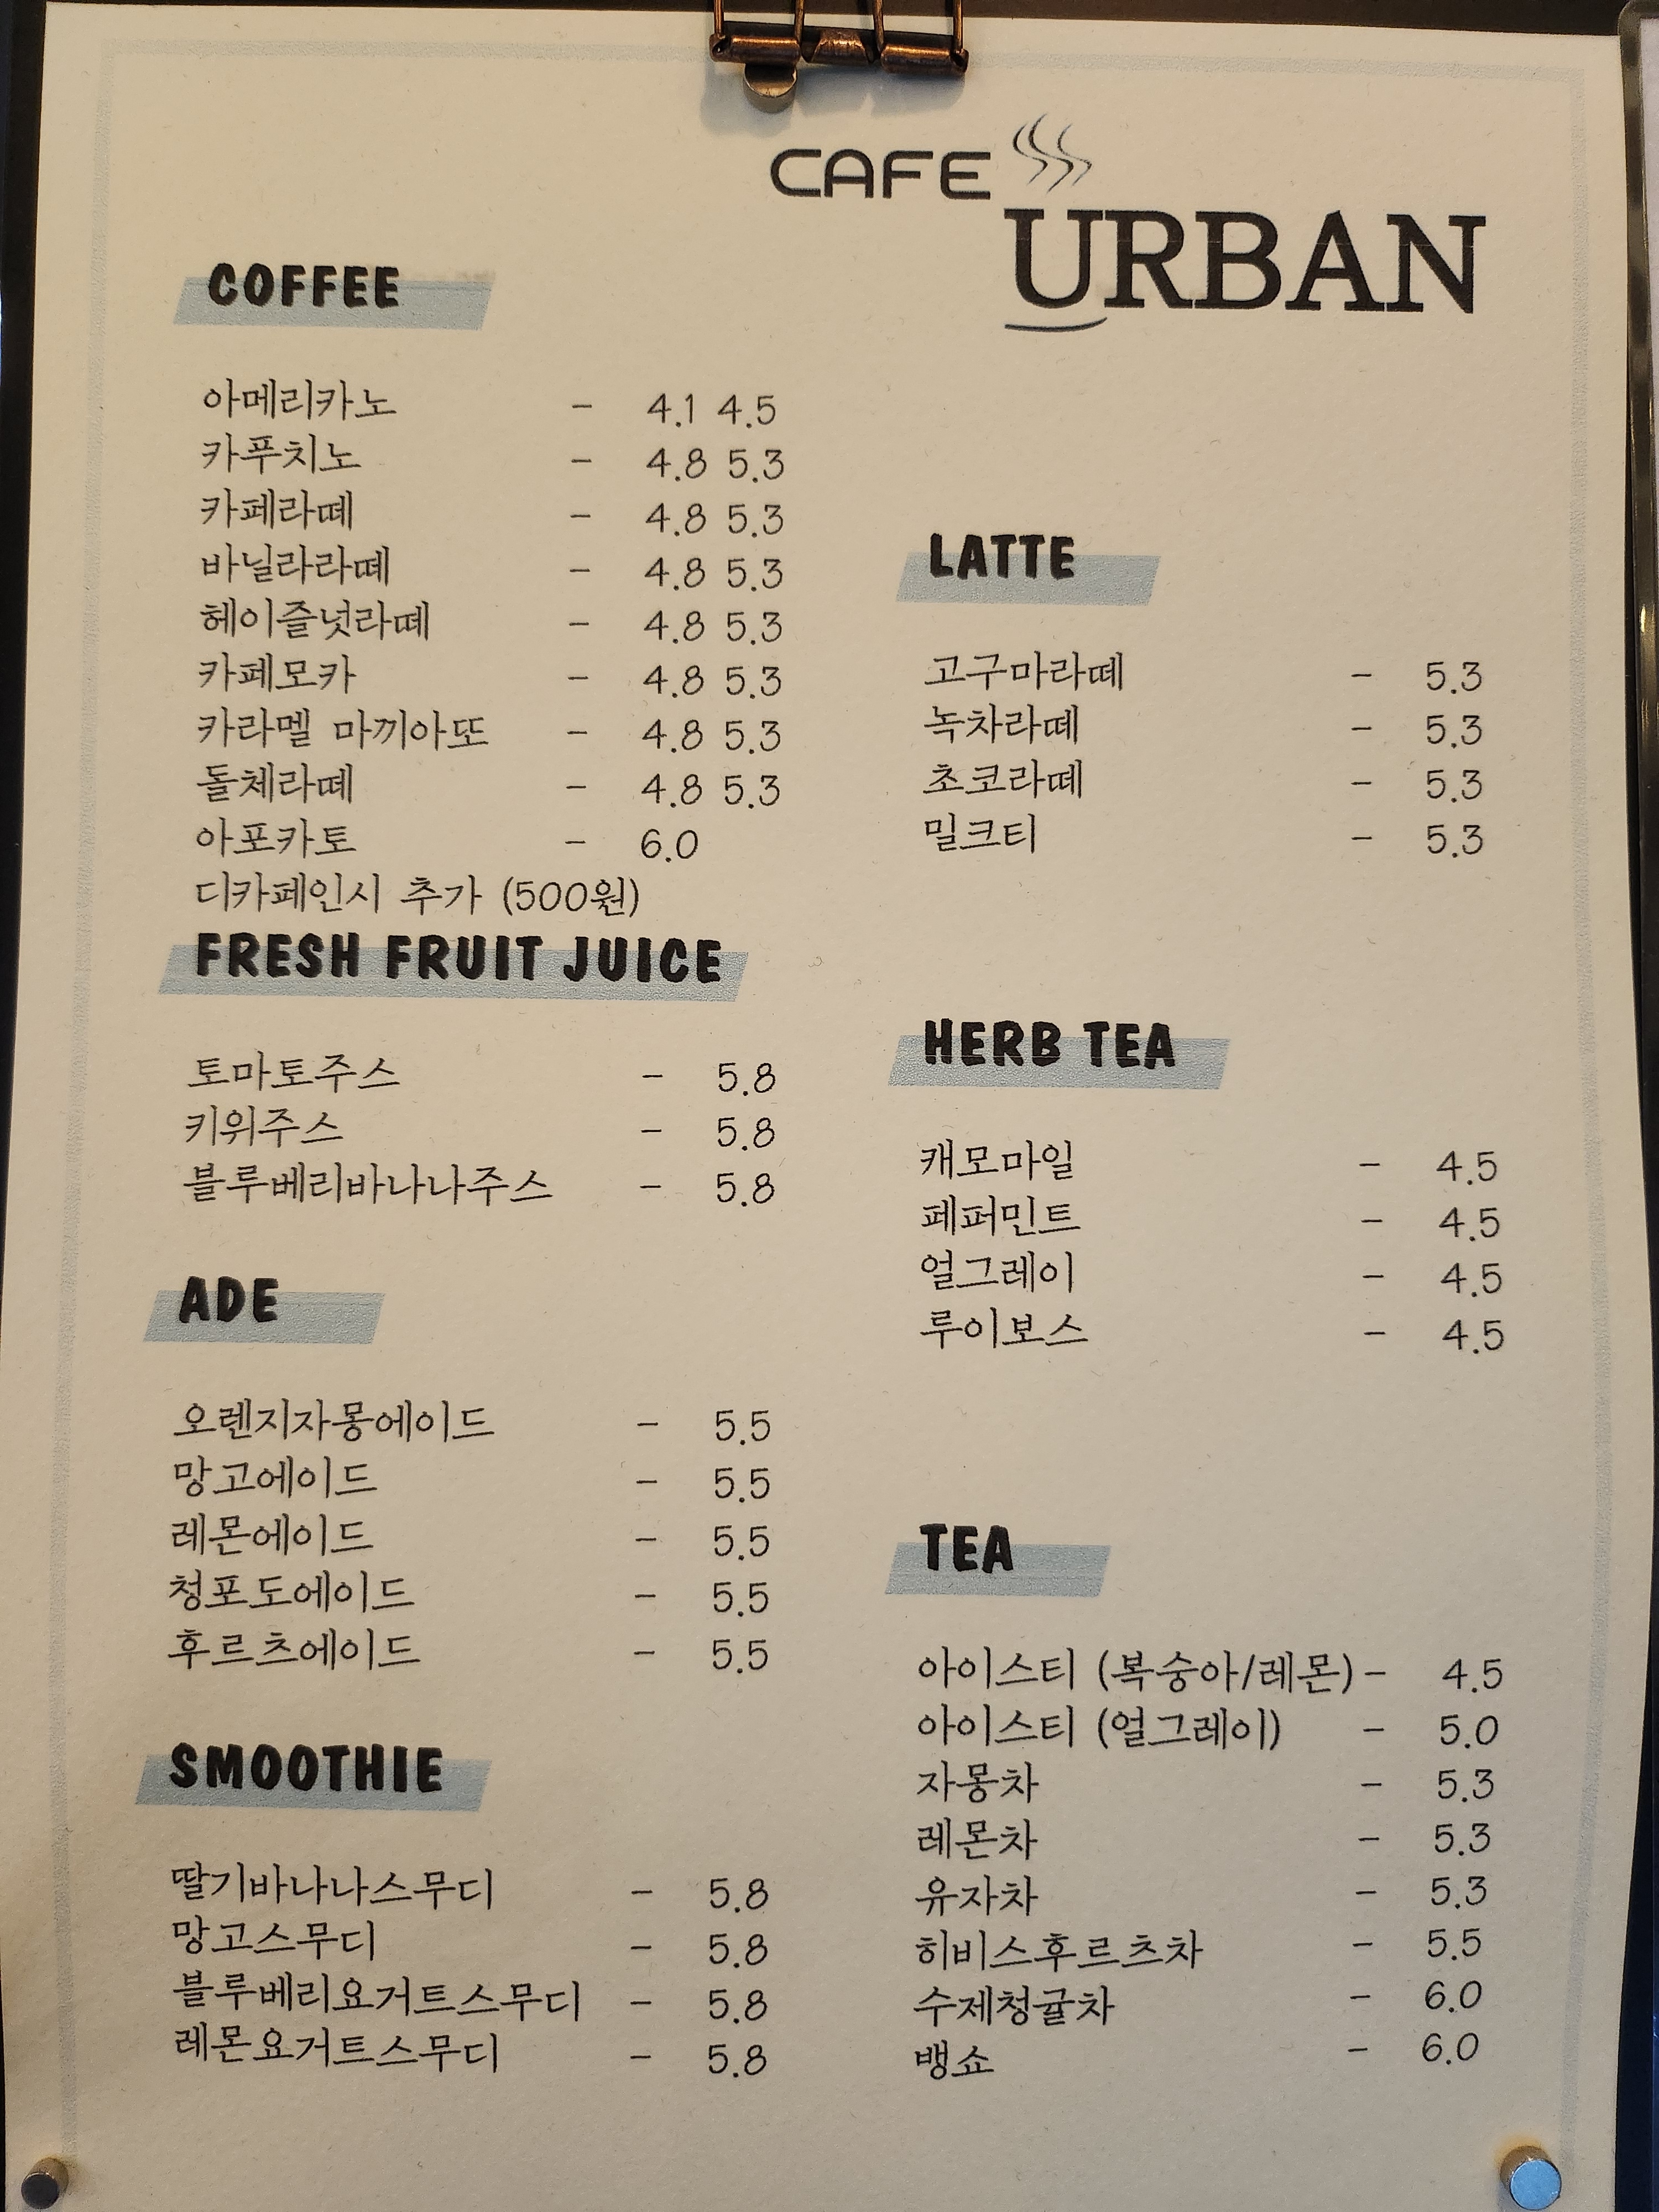 CAFE
URBAN
COFFEE
아메리카노 - 4.1 4.5
카푸치노 - 4.8 5.3
카페라떼 - 4.8 5.3
바닐라라떼 - 4.8 5.3
헤이즐넛라떼 - 4.8 5.3
카페모카 - 4.8 5.3
카라멜 마끼아또 - 4.8 5.3
돌체라떼 - 4.8 5.3
아포카토 - 6.0
디카페인시 추가 (500원)
FRESH FRUIT JUICE
토마토주스 - 5.8
키위주스 - 5.8
블루베리바나나주스 - 5.8
ADE
오렌지자몽에이드 - 5.5
망고에이드 - 5.5
레몬에이드 - 5.5
청포도에이드 - 5.5
후르츠에이드 - 5.5
SMOOTHIE
딸기바나나스무디 - 5.8
망고스무디 - 5.8
블루베리요거트스무디 - 5.8
레몬요거트스무디 - 5.8
LATTE
고구마라떼 - 5.3
녹차라떼 - 5.3
초코라떼 - 5.3
밀크티 - 5.3
HERB TEA
캐모마일 - 4.5
페퍼민트 - 4.5
얼그레이 - 4.5
루이보스 - 4.5
TEA
아이스티 (복숭아/레몬) - 4.5
아이스티 (얼그레이) - 5.0
자몽차 - 5.3
레몬차 - 5.3
유자차 - 5.3
히비스후르츠차 - 5.5
수제청귤차 - 6.0
뱅쇼 - 6.0